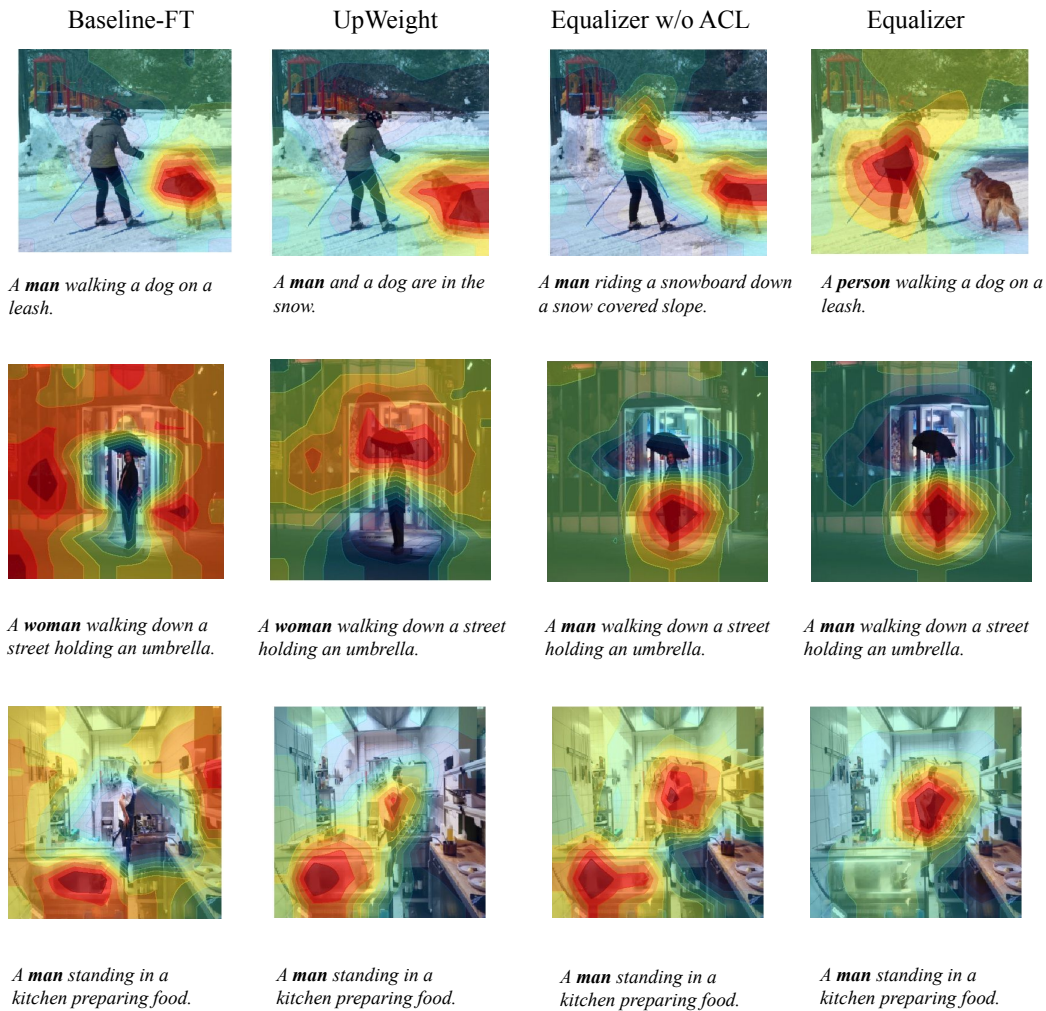 Baseline-FT
UpWeight
Equalizer w/o ACL
Equalizer
A man walking a dog on a
leash.
A man and a dog are in the
snow.
A man riding a snowboard down
a snow covered slope.
A person walking a dog on a
leash.
A woman walking down a
street holding an umbrella.
A woman walking down a street
holding an umbrella.
A man walking down a street
holding an umbrella.
A man walking down a street
holding an umbrella.
A man standing in a
kitchen preparing food.
A man standing in a
kitchen preparing food.
A man standing in a
kitchen preparing food.
A man standing in a
kitchen preparing food.